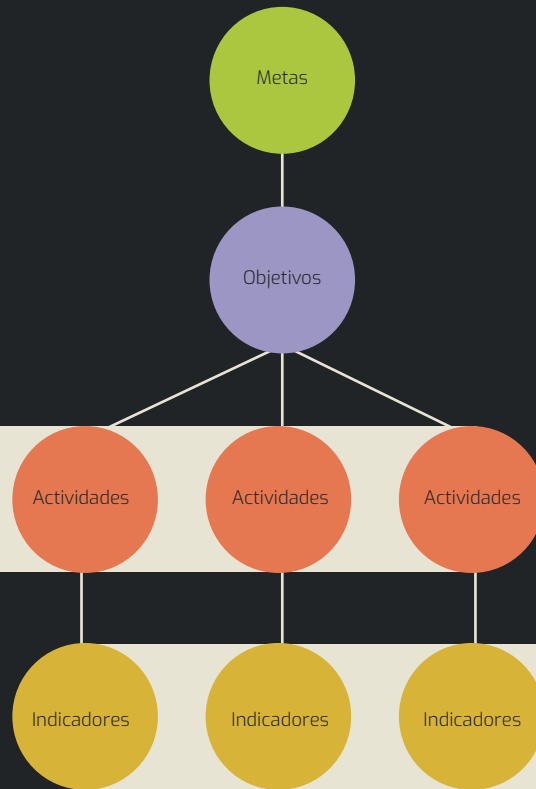 Metas
Objetivos
Actividades
Actividades
Actividades
Indicadores
Indicadores
Indicadores